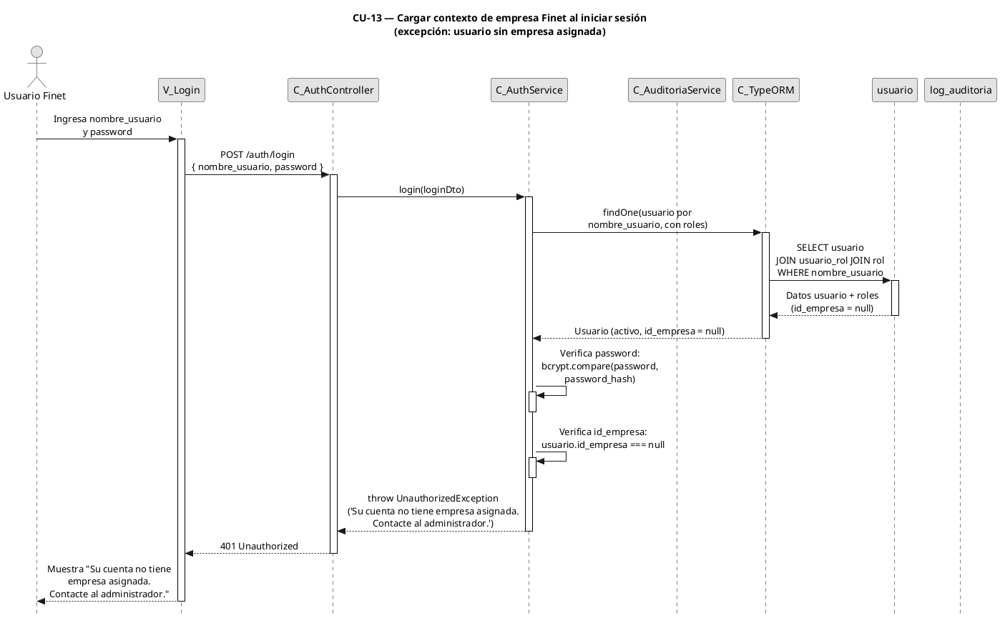 CU-13 — Cargar contexto de empresa Finet al iniciar sesión
(excepción: usuario sin empresa asignada)
Usuario Finet
V_Login
C_AuthController
C_AuthService
C_AuditoriaService
C_TypeORM
usuario
log_auditoria
Ingresa nombre_usuario
y password
POST /auth/login
{ nombre_usuario, password }
login(loginDto)
findOne(usuario por
nombre_usuario, con roles)
SELECT usuario
JOIN usuario_rol JOIN rol
WHERE nombre_usuario
Datos usuario + roles
(id_empresa = null)
Usuario (activo, id_empresa = null)
Verifica password:
bcrypt.compare(password,
password_hash)
Verifica id_empresa:
usuario.id_empresa === null
throw UnauthorizedException
('Su cuenta no tiene empresa asignada.
Contacte al administrador.')
401 Unauthorized
Muestra "Su cuenta no tiene
empresa asignada.
Contacte al administrador."